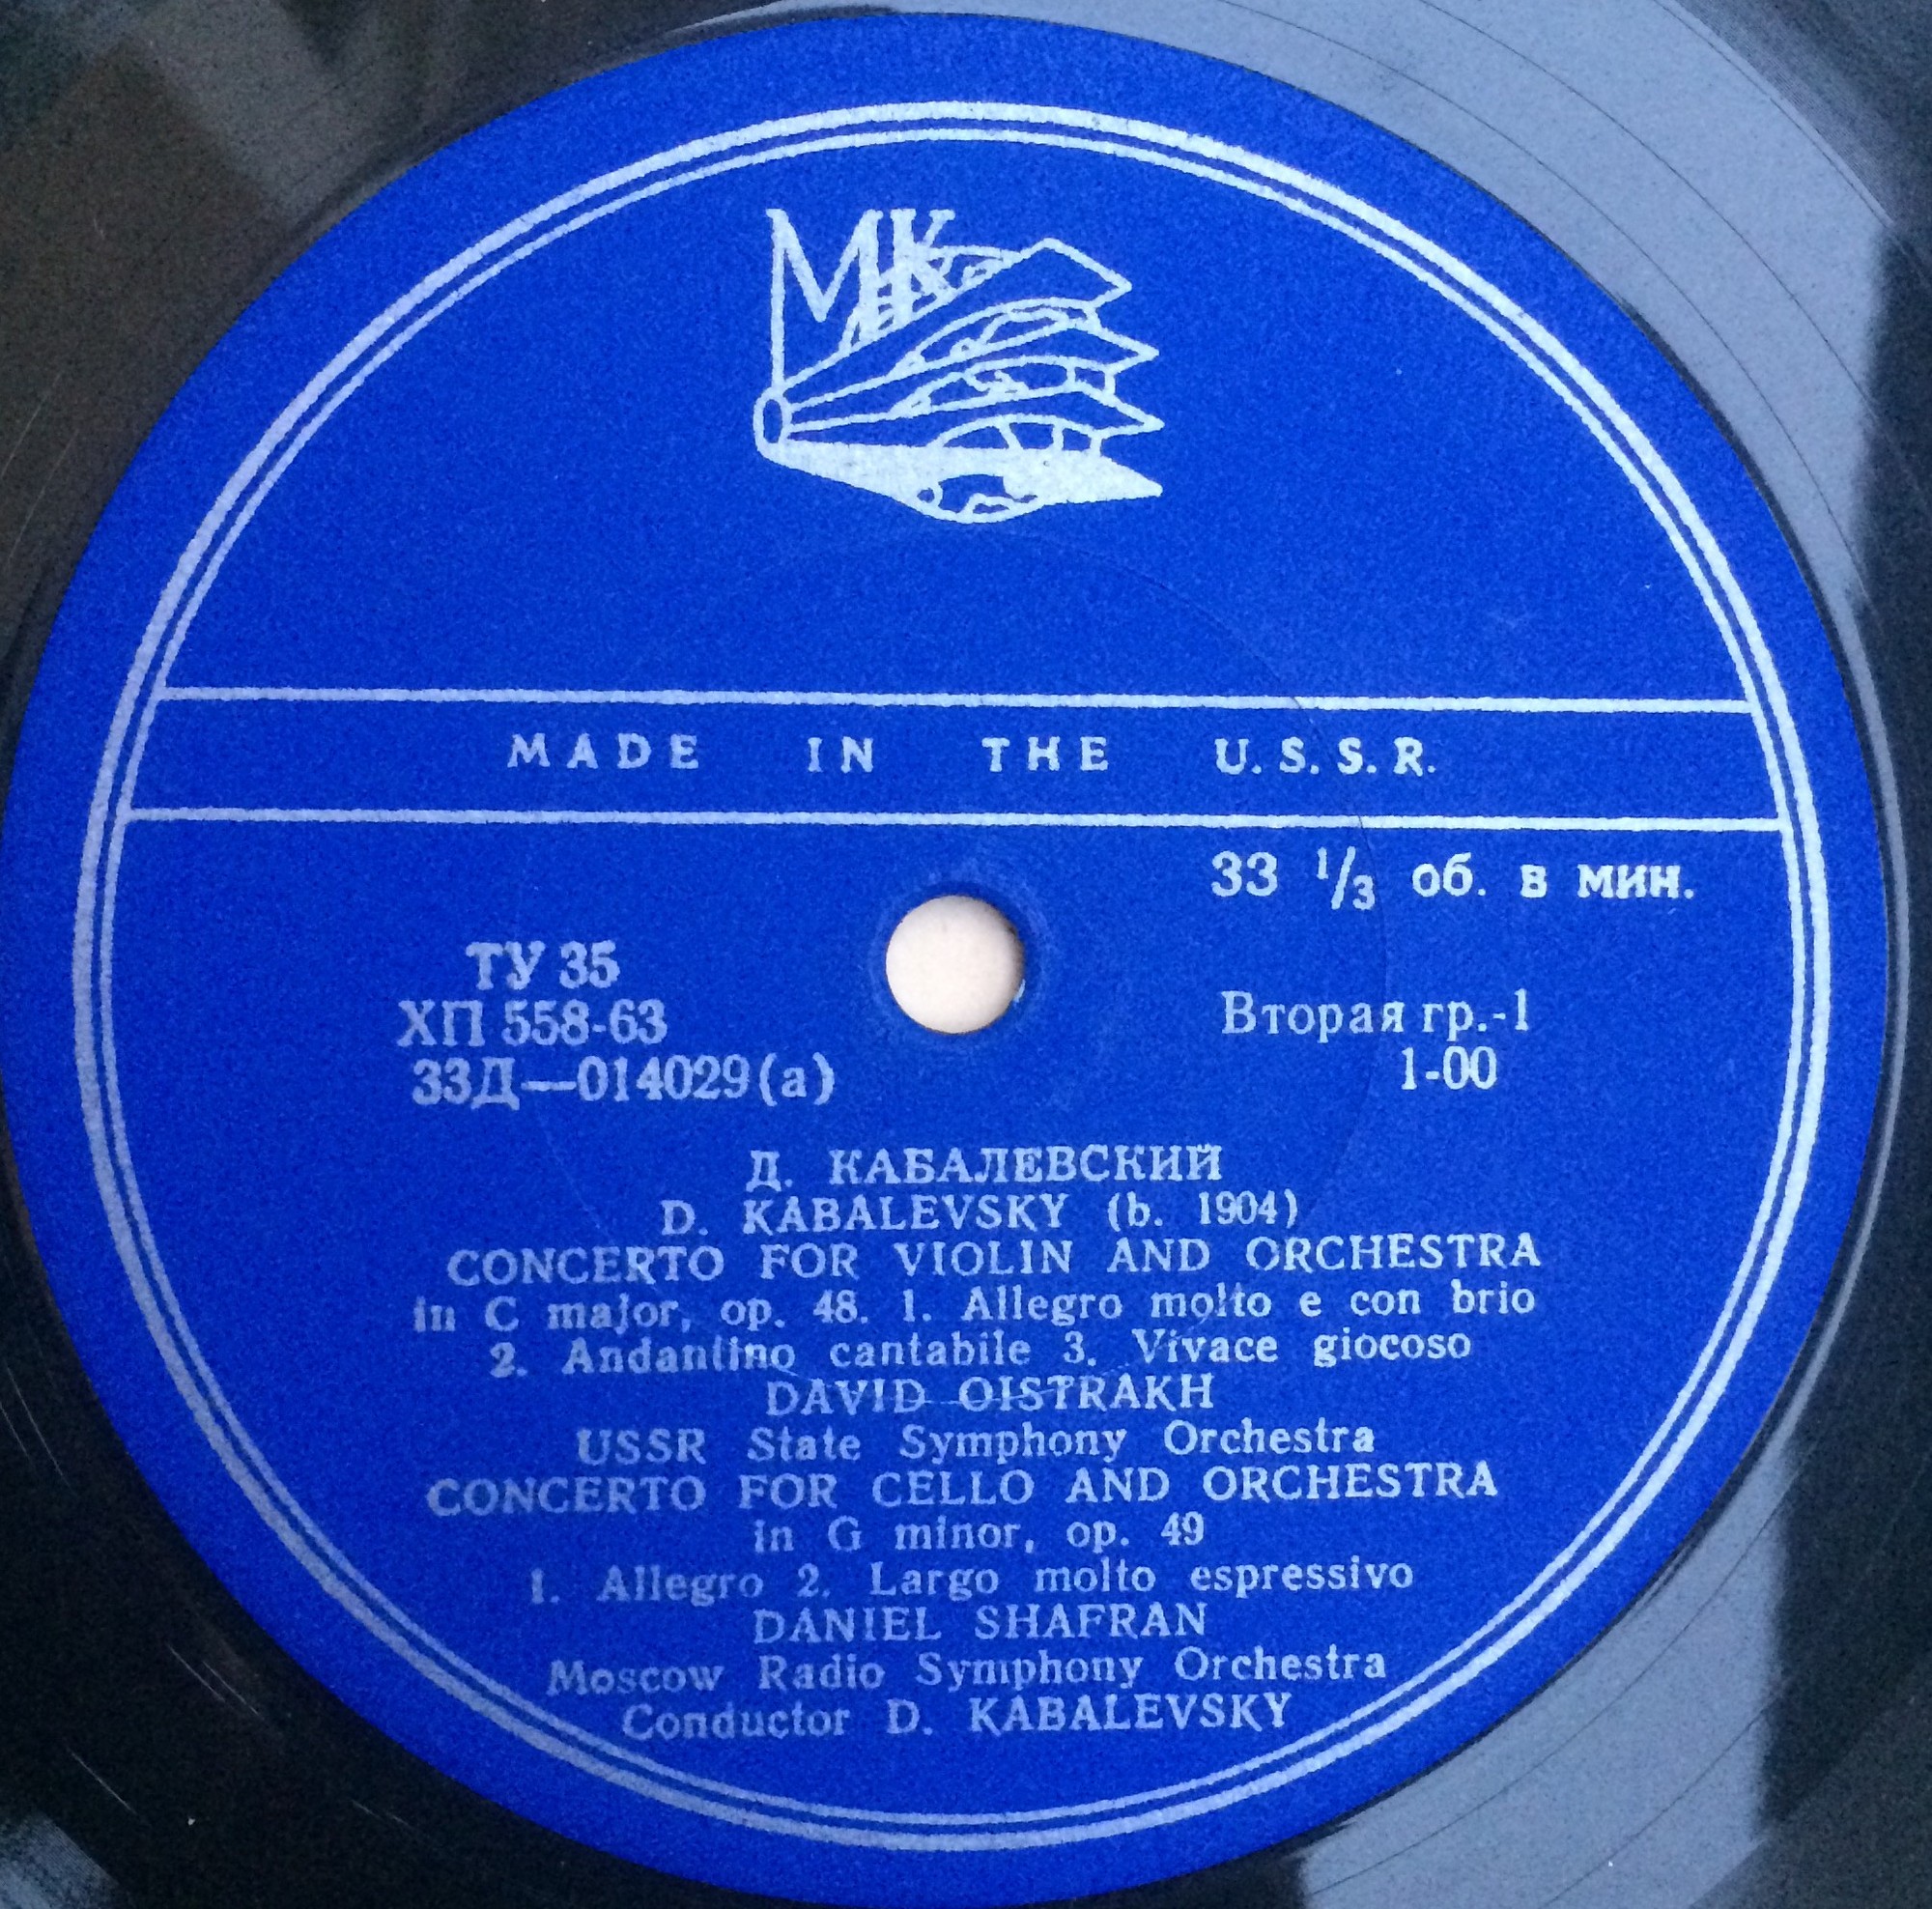 МК
MADE IN THE U.S.S.R.
33 1/3 об. в мин.
ТУ 35
ХП 558-63
33Д—014029(а)
Вторая гр.-1
1-00
Д. КАБАЛЕВСКИЙ
D. KABALEVSKY (b. 1904)
CONCERTO FOR VIOLIN AND ORCHESTRA
in C major, op. 48. 1. Allegro molto e con brio
2. Andantino cantabile 3. Vivace giocoso
DAVID OISTRAKH
USSR State Symphony Orchestra
CONCERTO FOR CELLO AND ORCHESTRA
in G minor, op. 49
1. Allegro 2. Largo molto espressivo
DANIEL SHAFRAN
Moscow Radio Symphony Orchestra
Conductor D. KABALEVSKY